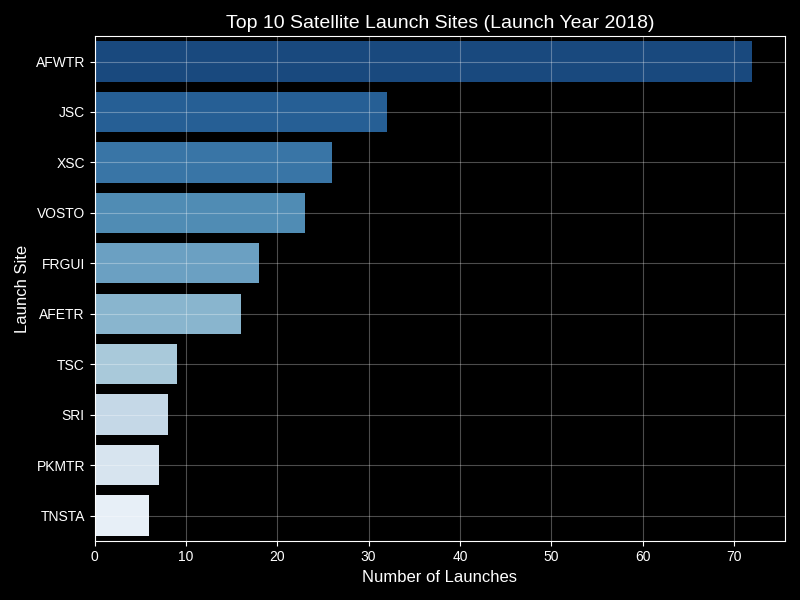 Top 10 Satellite Launch Sites (Launch Year 2018)
Launch Site
AFWTR
JSC
XSC
VOSTO
FRGUI
AFETR
TSC
SRI
PKMTR
TNSTA
0 10 20 30 40 50 60 70
Number of Launches